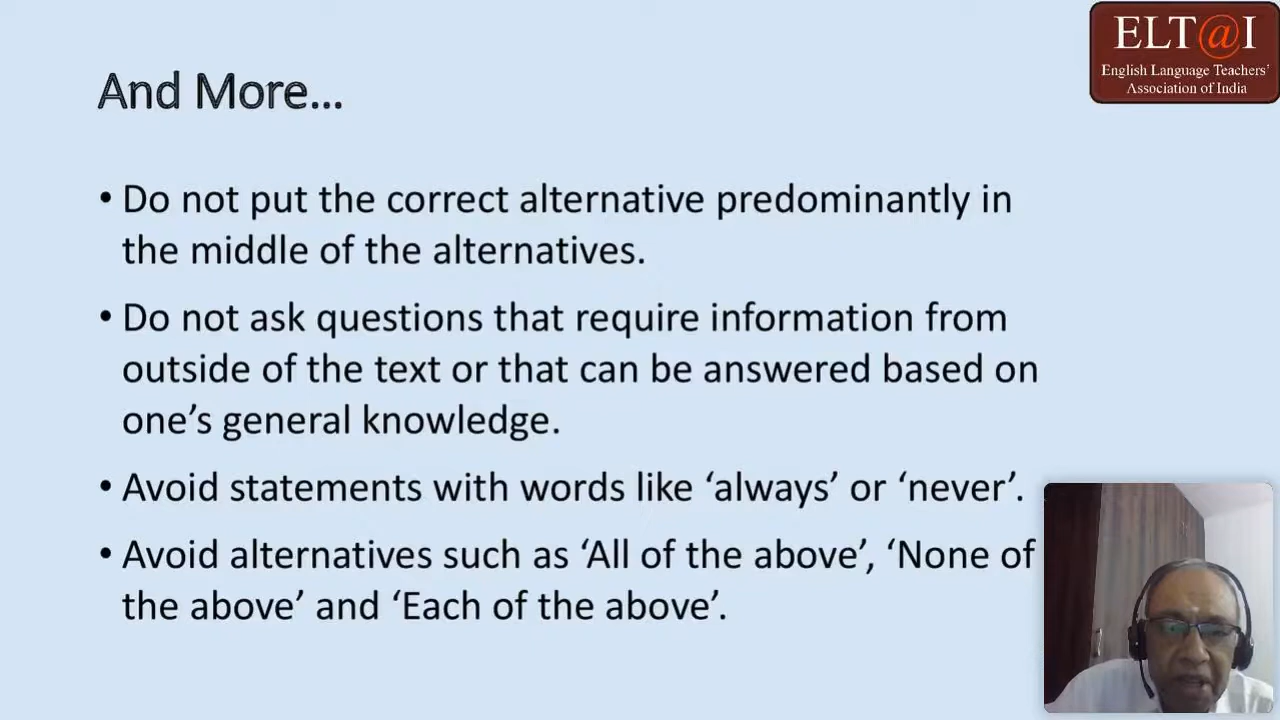 ELT@I
English Language Teachers'
Association of India
And More...
• Do not put the correct alternative predominantly in
the middle of the alternatives.
• Do not ask questions that require information from
outside of the text or that can be answered based on
one’s general knowledge.
• Avoid statements with words like ‘always’ or ‘never’.
• Avoid alternatives such as ‘All of the above’, ‘None of
the above’ and ‘Each of the above’.